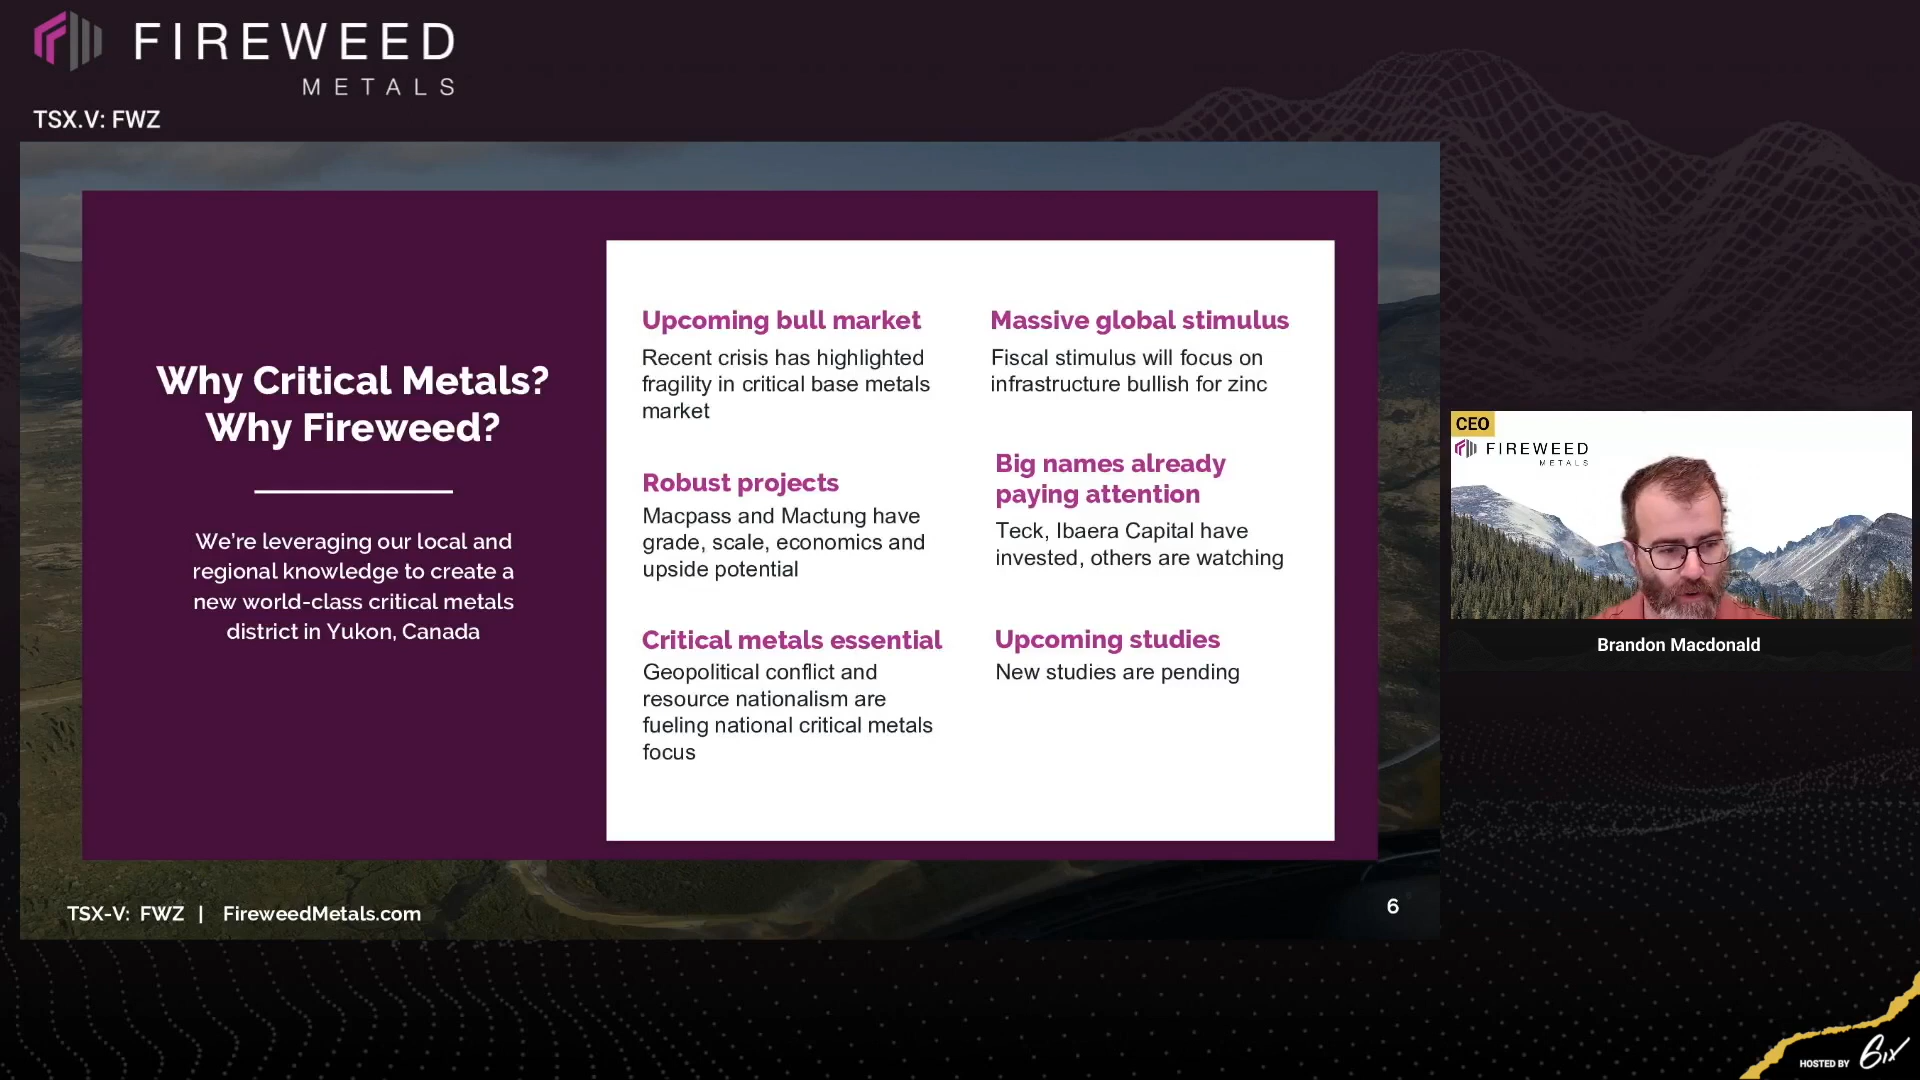 FIREWEED
METALS
TSX.V: FWZ
Why Critical Metals?
Why Fireweed?
We're leveraging our local and
regional knowledge to create a
new world-class critical metals
district in Yukon, Canada
Upcoming bull market
Recent crisis has highlighted
fragility in critical base metals
market
Robust projects
Macpass and Mactung have
grade, scale, economics and
upside potential
Critical metals essential
Geopolitical conflict and
resource nationalism are
fueling national critical metals
focus
Massive global stimulus
Fiscal stimulus will focus on
infrastructure bullish for zinc
Big names already
paying attention
Teck, Ibaera Capital have
invested, others are watching
Upcoming studies
New studies are pending
TSX-V: FWZ | FireweedMetals.com
6
CEO
FIREWEED
METALS
Brandon Macdonald
HOSTED BY 6ix